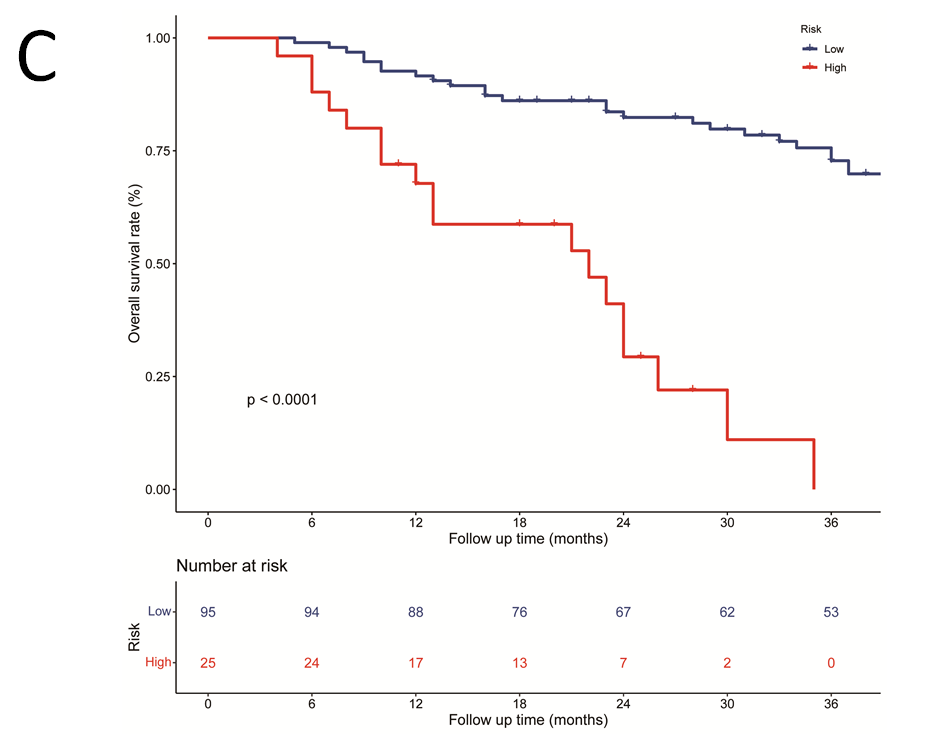 C
Risk
Low
High
1.00
0.75
0.50
0.25
0.00
Overall survival rate (%)
p < 0.0001
0 6 12 18 24 30 36
Follow up time (months)
Number at risk
Risk
Low 95 94 88 76 67 62 53
High 25 24 17 13 7 2 0
0 6 12 18 24 30 36
Follow up time (months)